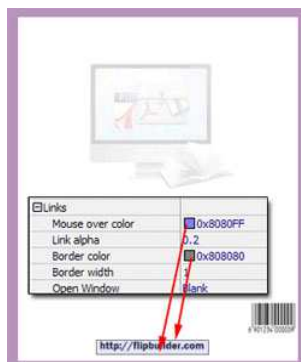 Links
Mouse over color 0x8080FF
Link alpha 0.2
Border color 0x808080
Border width 1
Open Window Blank
http://flipbuilder.com